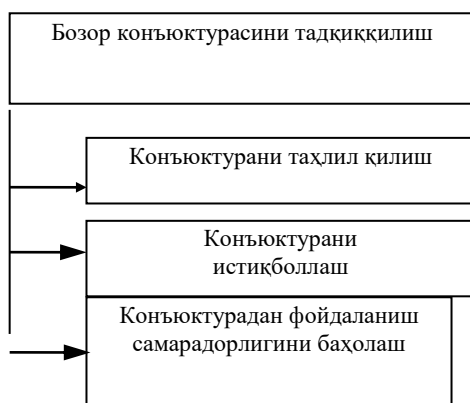 Бозор конъюктурасини тадқиққилиш
Конъюктурани таҳлил қилиш
Конъюктурани
истиқболлаш
Конъюктурадан фойдаланиш
самарадорлигини баҳолаш